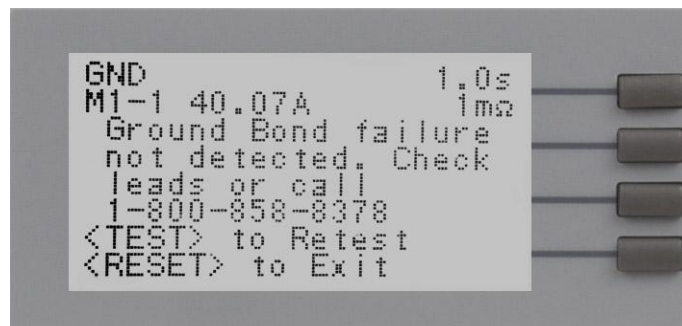 GND 1.0s
M1-1 40.07A 1mΩ
Ground Bond failure
not detected. Check
leads or call
1-800-858-8378
<TEST> to Retest
<RESET> to Exit